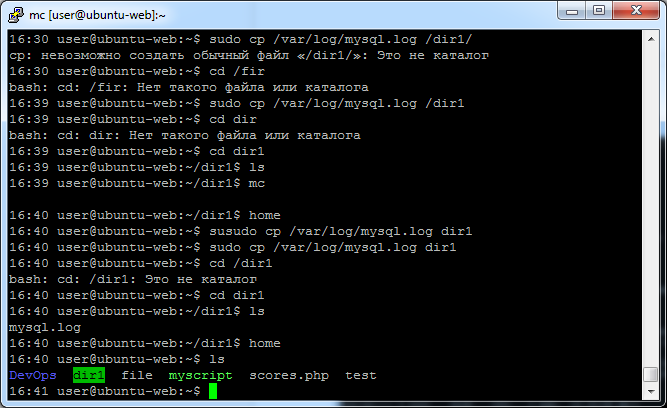 mc [user@ubuntu-web]:~
16:30 user@ubuntu-web:~$ sudo cp /var/log/mysql.log /dir1/
cp: невозможно создать обычный файл «/dir1/»: Это не каталог
16:30 user@ubuntu-web:~$ cd /fir
bash: cd: /fir: Нет такого файла или каталога
16:39 user@ubuntu-web:~$ sudo cp /var/log/mysql.log /dir1
16:39 user@ubuntu-web:~$ cd dir
bash: cd: dir: Нет такого файла или каталога
16:39 user@ubuntu-web:~$ cd dir1
16:39 user@ubuntu-web:~/dir1$ ls
16:39 user@ubuntu-web:~/dir1$ mc
16:40 user@ubuntu-web:~/dir1$ home
16:40 user@ubuntu-web:~$ susudo cp /var/log/mysql.log dir1
16:40 user@ubuntu-web:~$ sudo cp /var/log/mysql.log dir1
16:40 user@ubuntu-web:~$ cd /dir1
bash: cd: /dir1: Это не каталог
16:40 user@ubuntu-web:~$ cd dir1
16:40 user@ubuntu-web:~/dir1$ ls
mysql.log
16:40 user@ubuntu-web:~/dir1$ home
16:40 user@ubuntu-web:~$ ls
DevOps dir1 file myscript scores.php test
16:41 user@ubuntu-web:~$